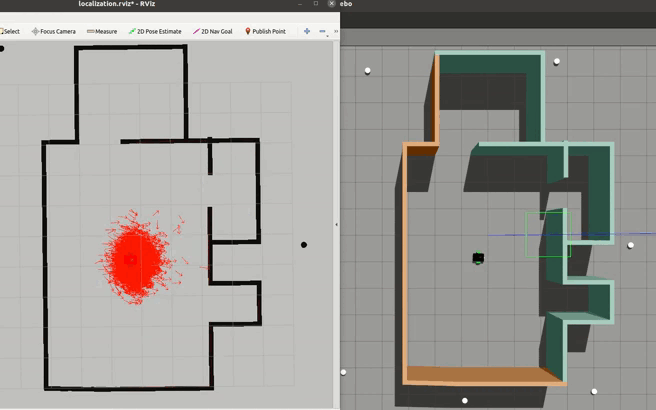 localization.rviz* - RViz
ebo
Select Focus Camera Measure 2D Pose Estimate 2D Nav Goal Publish Point »